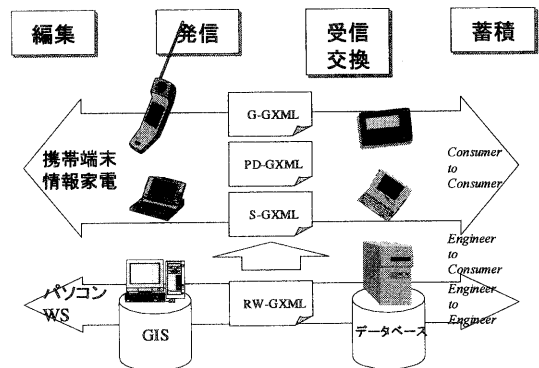 編集
発信
受信
交換
蓄積
G-GXML
携帯端末
情報家電
PD-GXML
Consumer
to
Consumer
S-GXML
Engineer
to
Consumer
パソコン
WS
RW-GXML
Engineer
to
Engineer
GIS
データベース